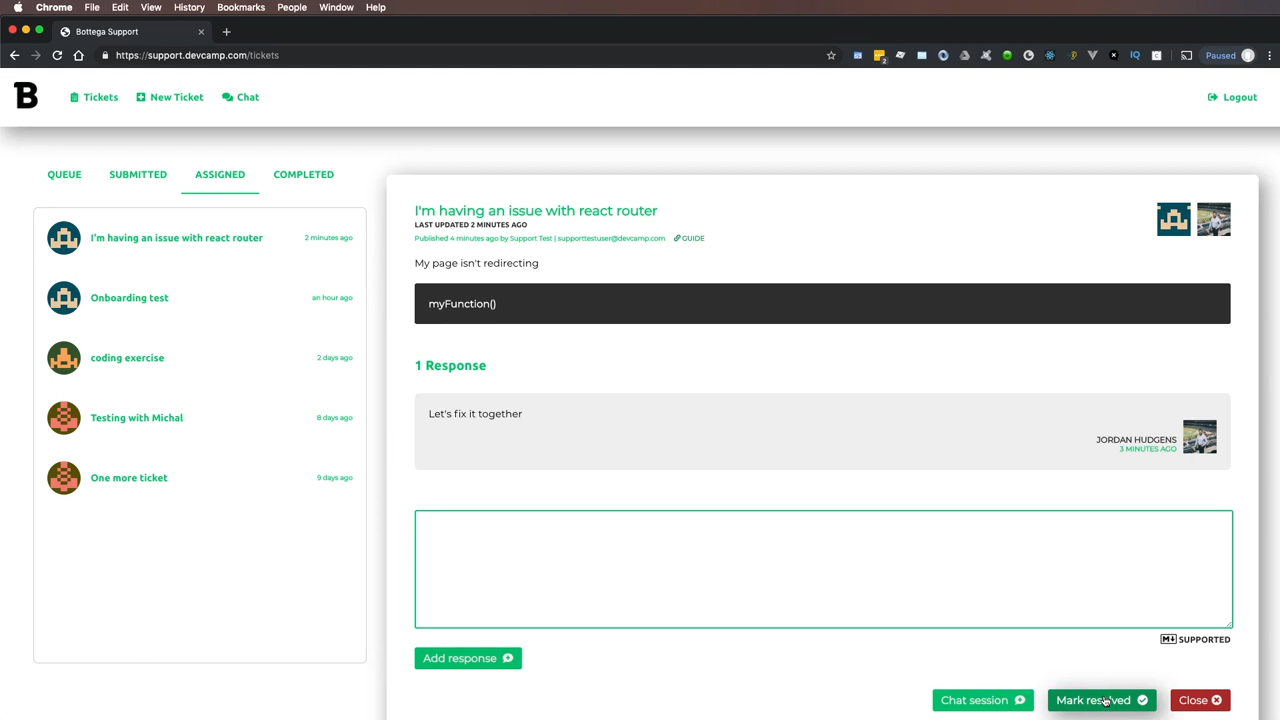 Chrome File Edit View History Bookmarks People Window Help
Bottega Support
https://support.devcamp.com/tickets
2
IQ
Paused
B
Tickets New Ticket Chat
Logout
QUEUE SUBMITTED ASSIGNED COMPLETED
I'm having an issue with react router 2 minutes ago
Onboarding test an hour ago
coding exercise 2 days ago
Testing with Michal 8 days ago
One more ticket 9 days ago
I'm having an issue with react router
LAST UPDATED 2 MINUTES AGO
Published 4 minutes ago by Support Test | supporttestuser@devcamp.com GUIDE
My page isn't redirecting
myFunction()
1 Response
Let's fix it together
JORDAN HUDGENS
3 MINUTES AGO
M SUPPORTED
Add response
Chat session Mark resolved Close